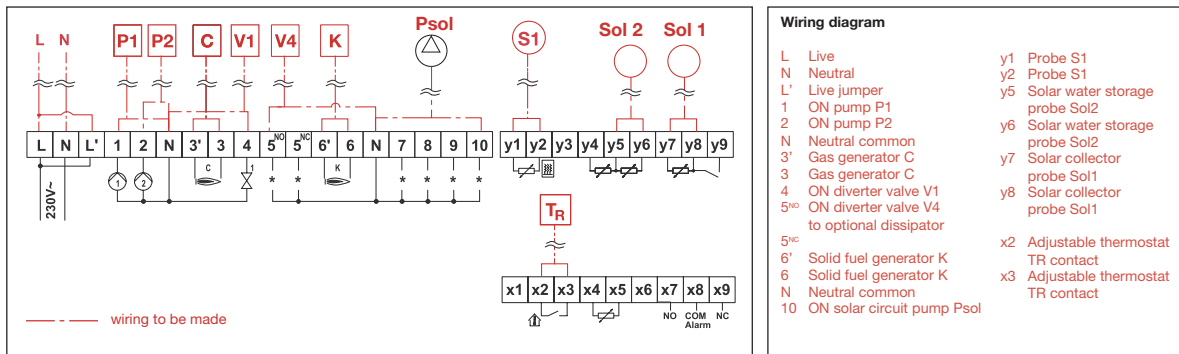 L N P1 P2 C V1 V4 K Psol S1 Sol 2 Sol 1
L N L' 1 2 N 3' 3 4 5NO 5NC 6' 6 N 7 8 9 10 y1 y2 y3 y4 y5 y6 y7 y8 y9
1 2 C 1 * * K * * * *
230V~
TR
x1 x2 x3 x4 x5 x6 x7 x8 x9
NO COM NC
Alarm
wiring to be made
Wiring diagram
L Live
N Neutral
L' Live jumper
1 ON pump P1
2 ON pump P2
N Neutral common
3' Gas generator C
3 Gas generator C
4 ON diverter valve V1
5NO ON diverter valve V4
to optional dissipator
5NC
6' Solid fuel generator K
6 Solid fuel generator K
N Neutral common
10 ON solar circuit pump Psol
y1 Probe S1
y2 Probe S1
y5 Solar water storage
probe Sol2
y6 Solar water storage
probe Sol2
y7 Solar collector
probe Sol1
y8 Solar collector
probe Sol1
x2 Adjustable thermostat
TR contact
x3 Adjustable thermostat
TR contact